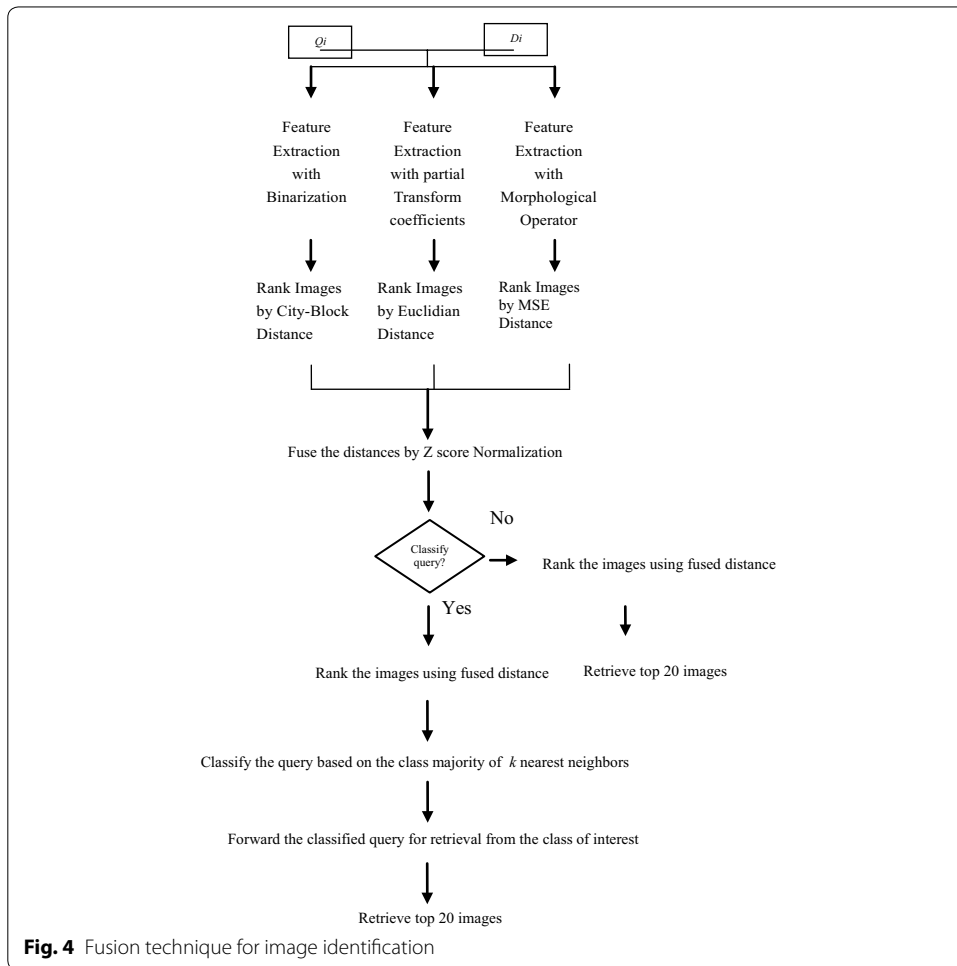 Qi
Di
Feature
Extraction
with
Binarization
Feature
Extraction
with partial
Transform
coefficients
Feature
Extraction
with
Morphological
Operator
Rank Images
by City-Block
Distance
Rank Images
by Euclidian
Distance
Rank Images
by MSE
Distance
Fuse the distances by Z score Normalization
Classify
query?
No
Rank the images using fused distance
Retrieve top 20 images
Yes
Rank the images using fused distance
Classify the query based on the class majority of k nearest neighbors
Forward the classified query for retrieval from the class of interest
Retrieve top 20 images
Fig. 4 Fusion technique for image identification